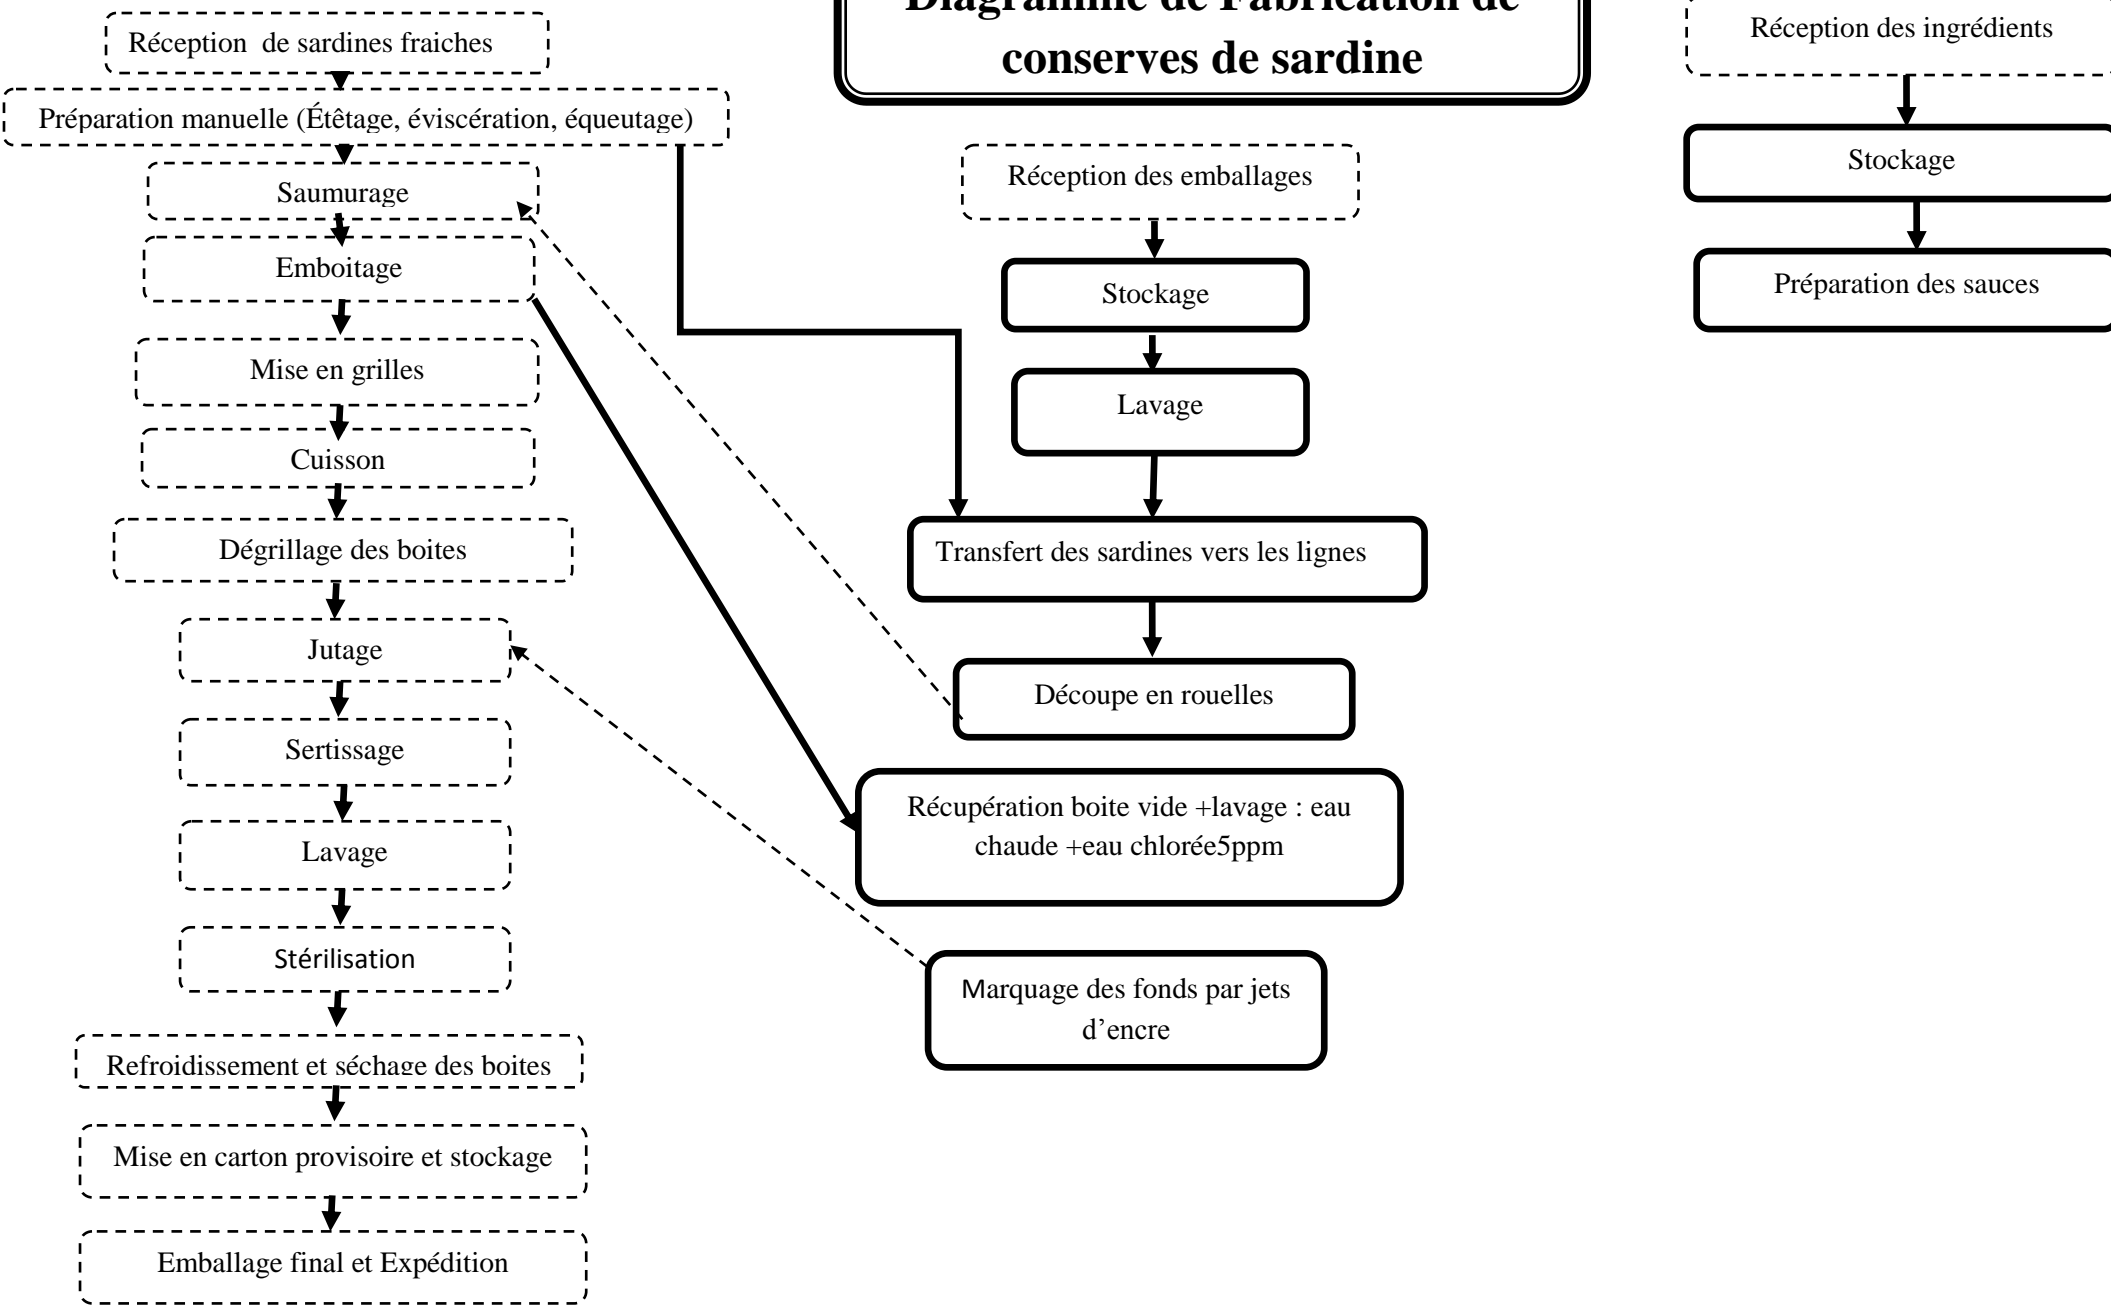 Diagramme de Fabrication de
conserves de sardine
Réception de sardines fraiches
Préparation manuelle (Étêtage, éviscération, équeutage)
Saumurage
Emboitage
Mise en grilles
Cuisson
Dégrillage des boites
Jutage
Sertissage
Lavage
Stérilisation
Refroidissement et séchage des boites
Mise en carton provisoire et stockage
Emballage final et Expédition
Réception des emballages
Stockage
Lavage
Transfert des sardines vers les lignes
Découpe en rouelles
Récupération boite vide +lavage : eau
chaude +eau chlorée5ppm
Marquage des fonds par jets
d’encre
Réception des ingrédients
Stockage
Préparation des sauces